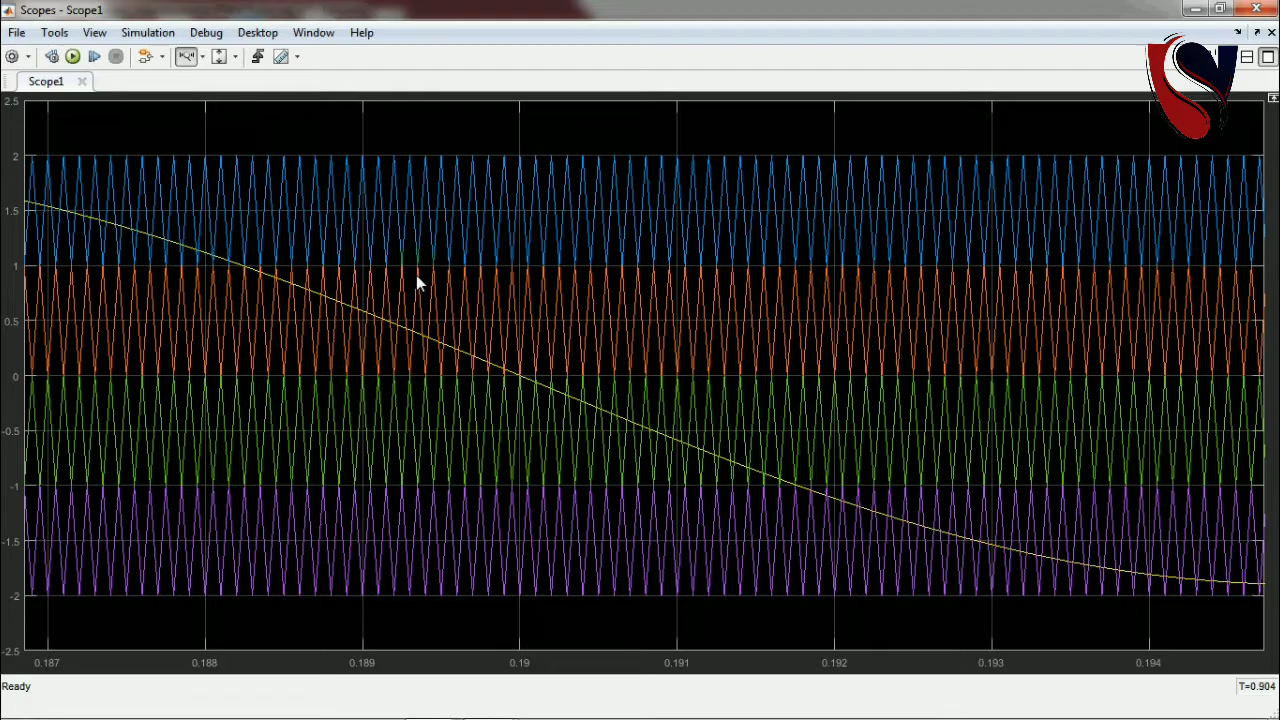 Scopes - Scope1
File Tools View Simulation Debug Desktop Window Help
Scope1
2.5
2
1.5
1
0.5
0
-0.5
-1
-1.5
-2
-2.5
0.187 0.188 0.189 0.19 0.191 0.192 0.193 0.194
Ready T=0.904